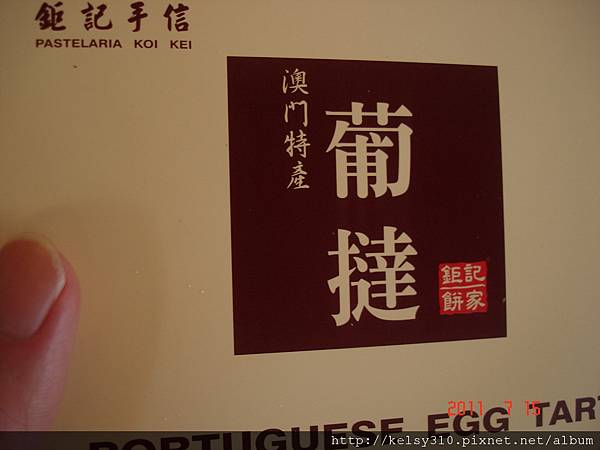 鉅記手信
PASTELARIA KOI KEI
澳門特產
葡撻
鉅記
餅家
PORTUGUESE EGG TART
2011 7 15
http://kelsy310.pixnet.net/album